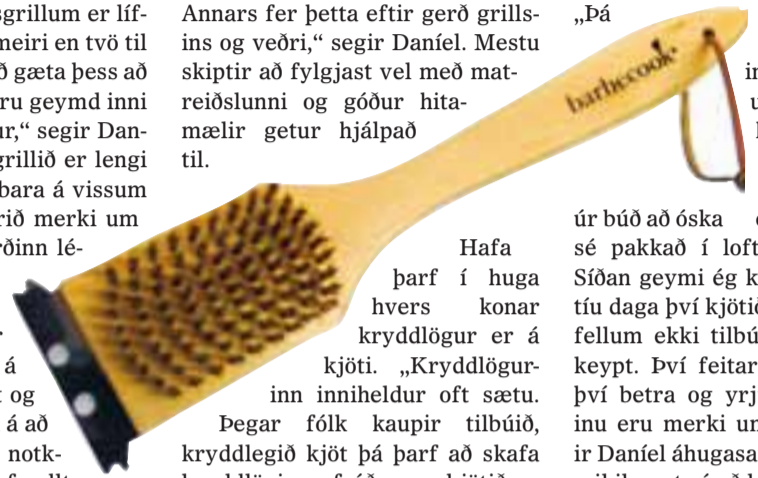 sgrillum er líf-
meiri en tvö til
ð gæta þess að
ru geymd inni
ur,“ segir Dan-
grillið er lengi
bara á vissum
rið merki um
ðinn lé-
á
og
á að
notk-
Annars fer þetta eftir gerð grills-
ins og veðri,“ segir Daníel. Mestu
skiptir að fylgjast vel með mat-
reiðslunni og góður hita-
mælir getur hjálpað
til.
Hafa
þarf í huga
hvers konar
kryddlögur er á
kjöti. „Kryddlögur-
inn inniheldur oft sætu.
Þegar fólk kaupir tilbúið,
kryddlegið kjöt þá þarf að skafa
barbecook
„Þá
úr búð að óska
sé pakkað í loft
Síðan geymi ég k
tíu daga því kjötið
fellum ekki tilbú
keypt. Því feitar
því betra og yrj
inu eru merki um
ir Daníel áhugasa